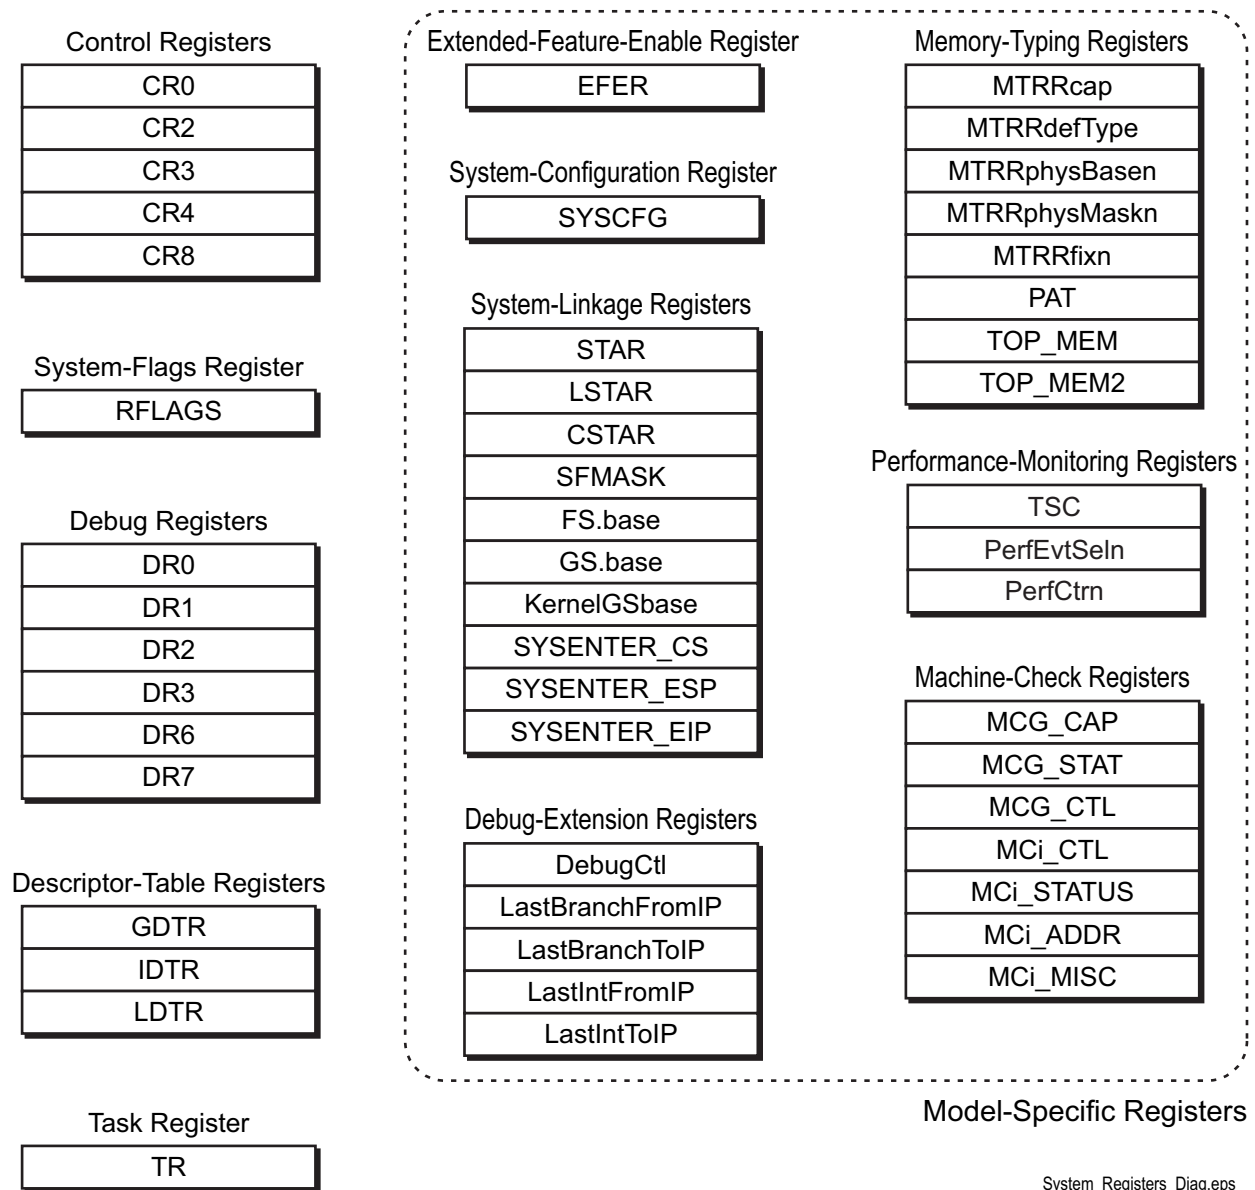 Control Registers
CR0
CR2
CR3
CR4
CR8
System-Flags Register
RFLAGS
Debug Registers
DR0
DR1
DR2
DR3
DR6
DR7
Descriptor-Table Registers
GDTR
IDTR
LDTR
Task Register
TR
Extended-Feature-Enable Register
EFER
System-Configuration Register
SYSCFG
System-Linkage Registers
STAR
LSTAR
CSTAR
SFMASK
FS.base
GS.base
KernelGSbase
SYSENTER_CS
SYSENTER_ESP
SYSENTER_EIP
Debug-Extension Registers
DebugCtl
LastBranchFromIP
LastBranchToIP
LastIntFromIP
LastIntToIP
Memory-Typing Registers
MTRRcap
MTRRdefType
MTRRphysBasen
MTRRphysMaskn
MTRRfixn
PAT
TOP_MEM
TOP_MEM2
Performance-Monitoring Registers
TSC
PerfEvtSeln
PerfCtrn
Machine-Check Registers
MCG_CAP
MCG_STAT
MCG_CTL
MCi_CTL
MCi_STATUS
MCi_ADDR
MCi_MISC
Model-Specific Registers
System_Registers_Diag.eps